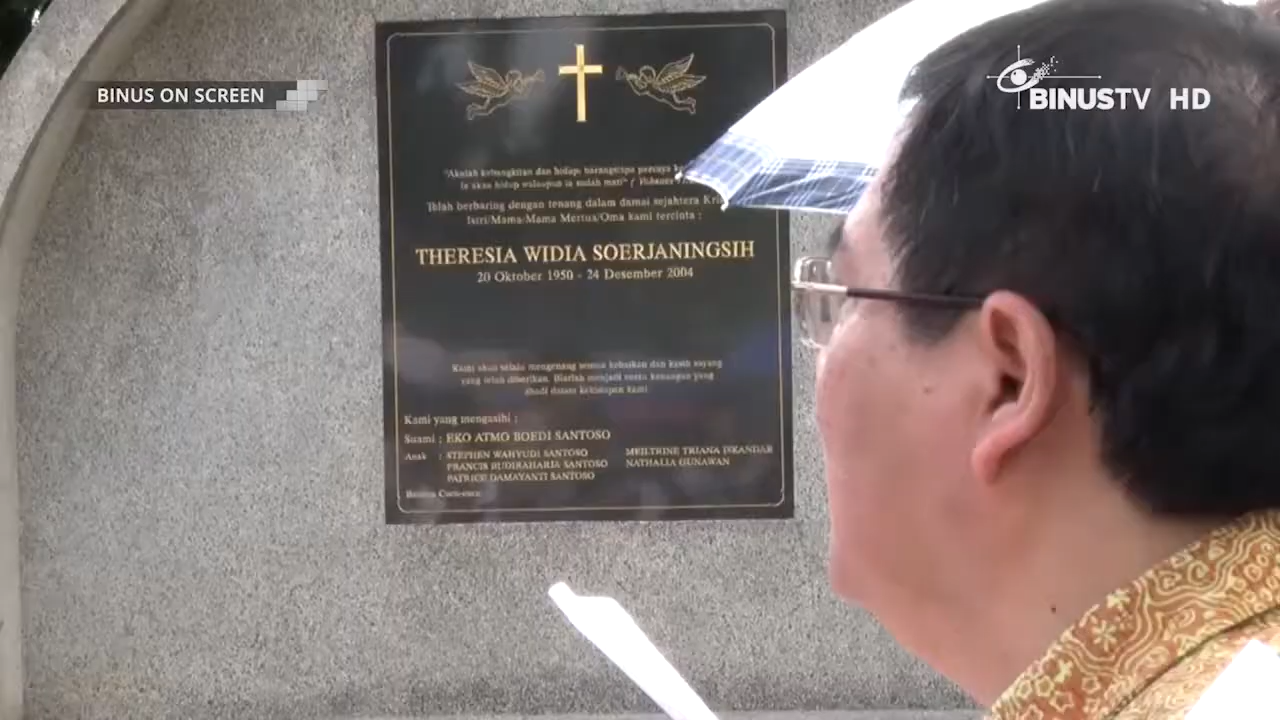 BINUS ON SCREEN
BINUSTV HD
"Akulah kebangkitan dan hidup; barangsiapa percaya
ia akan hidup walaupun ia sudah mati" (
Telah berbaring dengan tenang dalam damai sejahtera
Istri/Mama/Mama Mertua/Oma kami tercinta :
THERESIA WIDIA SOERJANINGSIH
20 Oktober 1950 - 24 Desember 2004
Kami akan selalu mengenang semua kebaikan dan kasih sayang
yang telah diberikan. Biarlah menjadi kenangan yang
abadi dalam kehidupan kami
Kami yang mengasihi :
Suami : EKO ATMO BOEDI SANTOSO
Anak : STEPHEN WAHYUDI SANTOSO MEILTRINE TRIANA ISKANDAR
FRANCIS RUDIRAHARJA SANTOSO NATHALIA GUNAWAN
PATRICE DAMAYANTI SANTOSO
Cucu-cucu